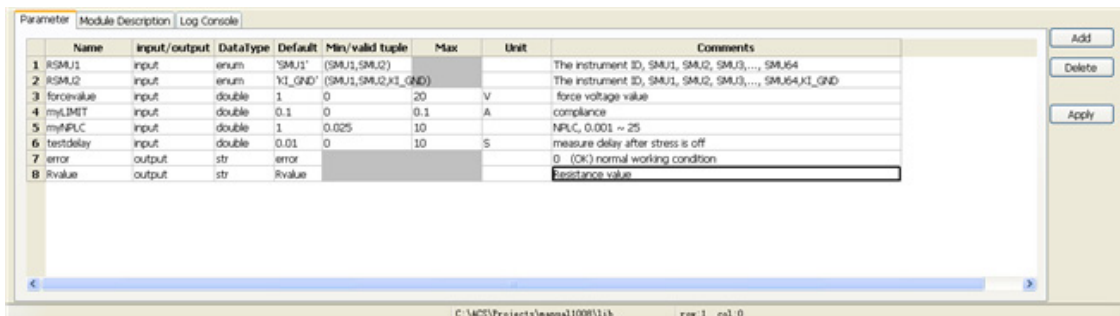 Parameter Module Description Log Console
Name input/output DataType Default Min/valid tuple Max Unit Comments
1 RSMU1 input enum 'SMU1' (SMU1,SMU2) The instrument ID, SMU1, SMU2, SMU3,..., SMU64
2 RSMU2 input enum 'KI_GND' (SMU1,SMU2,KI_GND) The instrument ID, SMU1, SMU2, SMU3,..., SMU64,KI_GND
3 forcevalue input double 1 0 20 V force voltage value
4 myLIMIT input double 0.1 0 0.1 A compliance
5 myNPLC input double 1 0.025 10 NPLC, 0.001 ~ 25
6 testdelay input double 0.01 0 10 S measure delay after stress is off
7 error output str error 0 (OK) normal working condition
8 Rvalue output str Rvalue Resistance value
Add
Delete
Apply
C:\ACS\Projects\manual1008\lib row:1 col:0